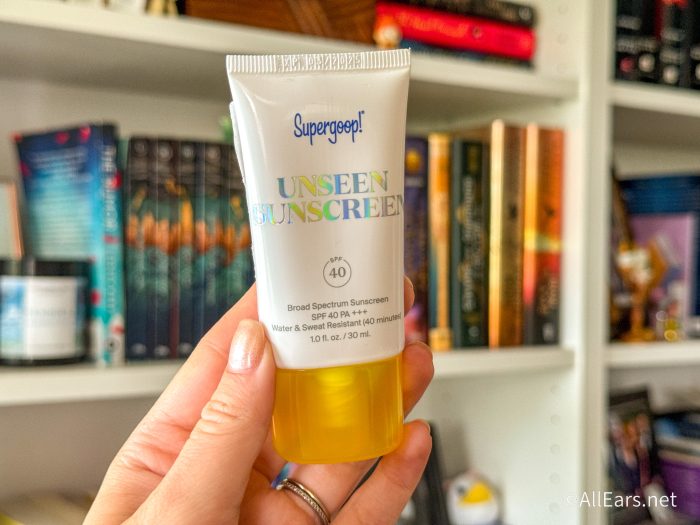 Supergoop!
UNSEEN
SUNSCREEN
SPF
40
Broad Spectrum Sunscreen
SPF 40 PA +++
Water & Sweat Resistant (40 minutes)
1.0 fl. oz. / 30 ml.
©AllEars.net